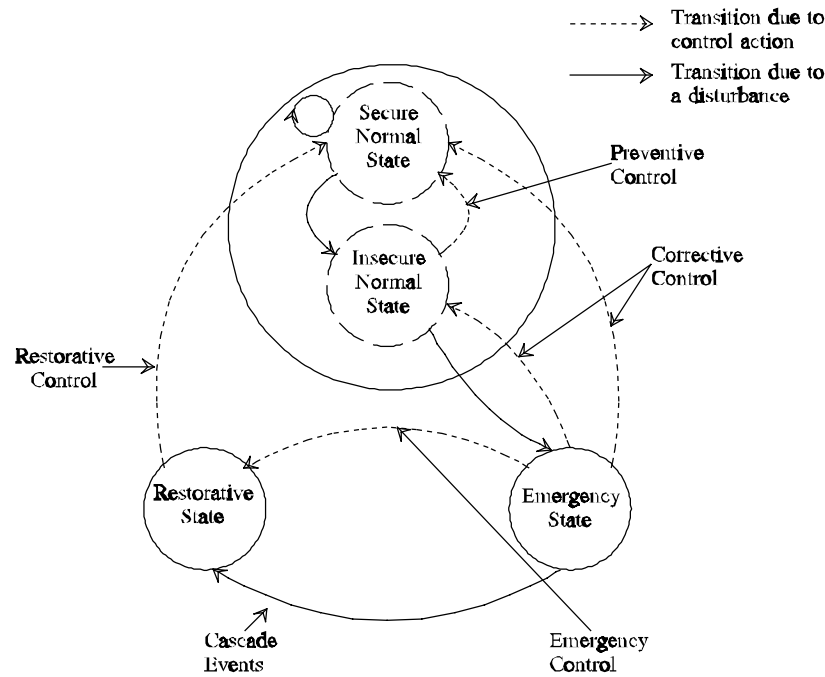 Transition due to
control action
Transition due to
a disturbance
Secure
Normal
State
Preventive
Control
Insecure
Normal
State
Corrective
Control
Restorative
Control
Restorative
State
Emergency
State
Cascade
Events
Emergency
Control